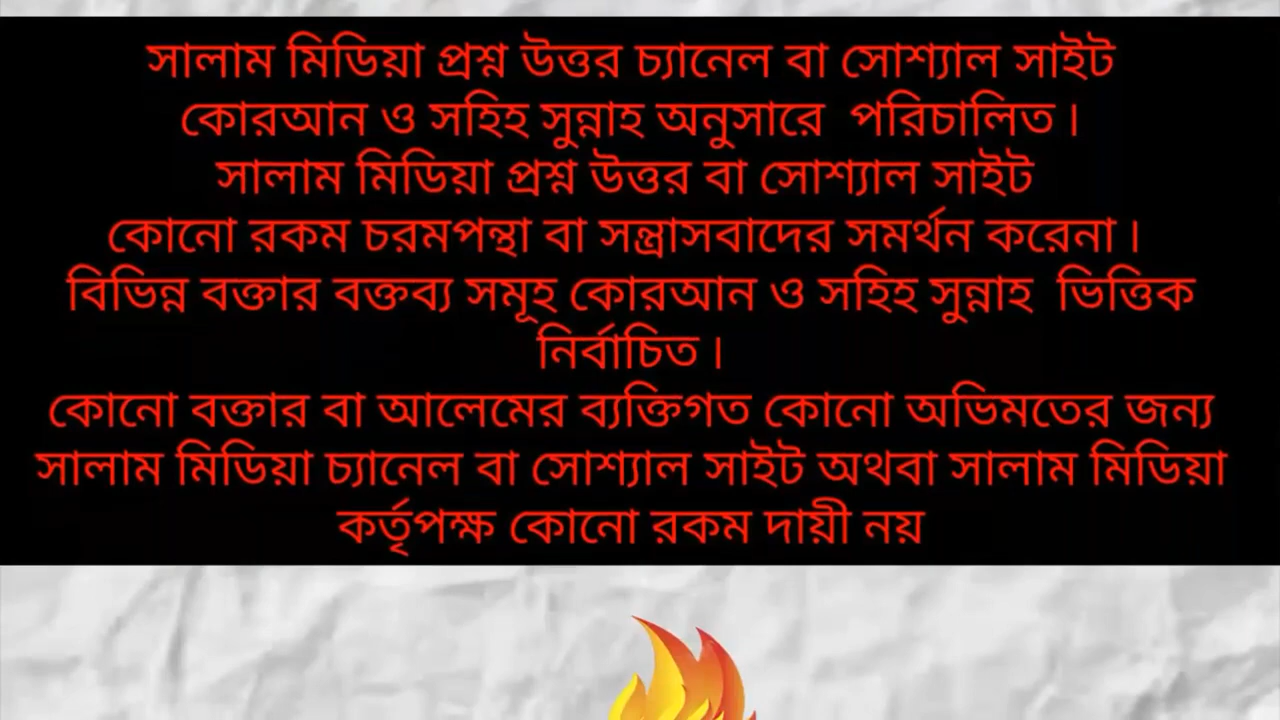 সালাম মিডিয়া প্রশ্ন উত্তর চ্যানেল বা সোশ্যাল সাইট
কোরআন ও সহিহ সুন্নাহ অনুসারে পরিচালিত।
সালাম মিডিয়া প্রশ্ন উত্তর বা সোশ্যাল সাইট
কোনো রকম চরমপন্থা বা সন্ত্রাসবাদের সমর্থন করেনা।
বিভিন্ন বক্তার বক্তব্য সমূহ কোরআন ও সহিহ সুন্নাহ ভিত্তিক
নির্বাচিত।
কোনো বক্তার বা আলেমের ব্যক্তিগত কোনো অভিমতের জন্য
সালাম মিডিয়া চ্যানেল বা সোশ্যাল সাইট অথবা সালাম মিডিয়া
কর্তৃপক্ষ কোনো রকম দায়ী নয়